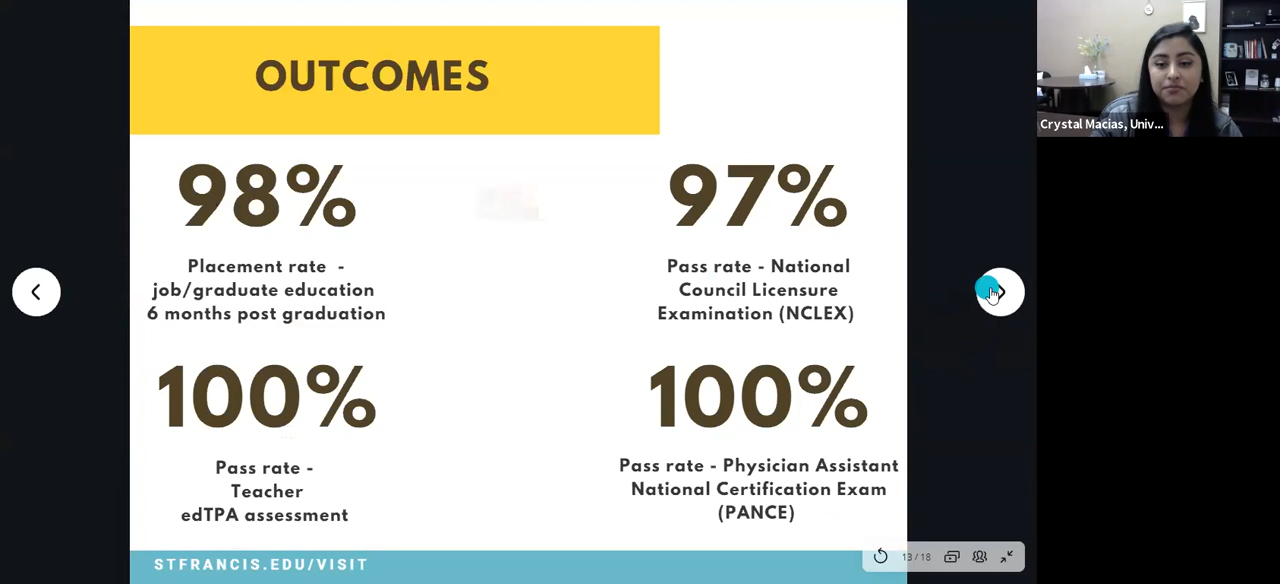 OUTCOMES
98%
Placement rate -
job/graduate education
6 months post graduation
97%
Pass rate - National
Council Licensure
Examination (NCLEX)
100%
Pass rate -
Teacher
edTPA assessment
100%
Pass rate - Physician Assistant
National Certification Exam
(PANCE)
STFRANCIS.EDU/VISIT
13 / 18
Crystal Macias, Univ...